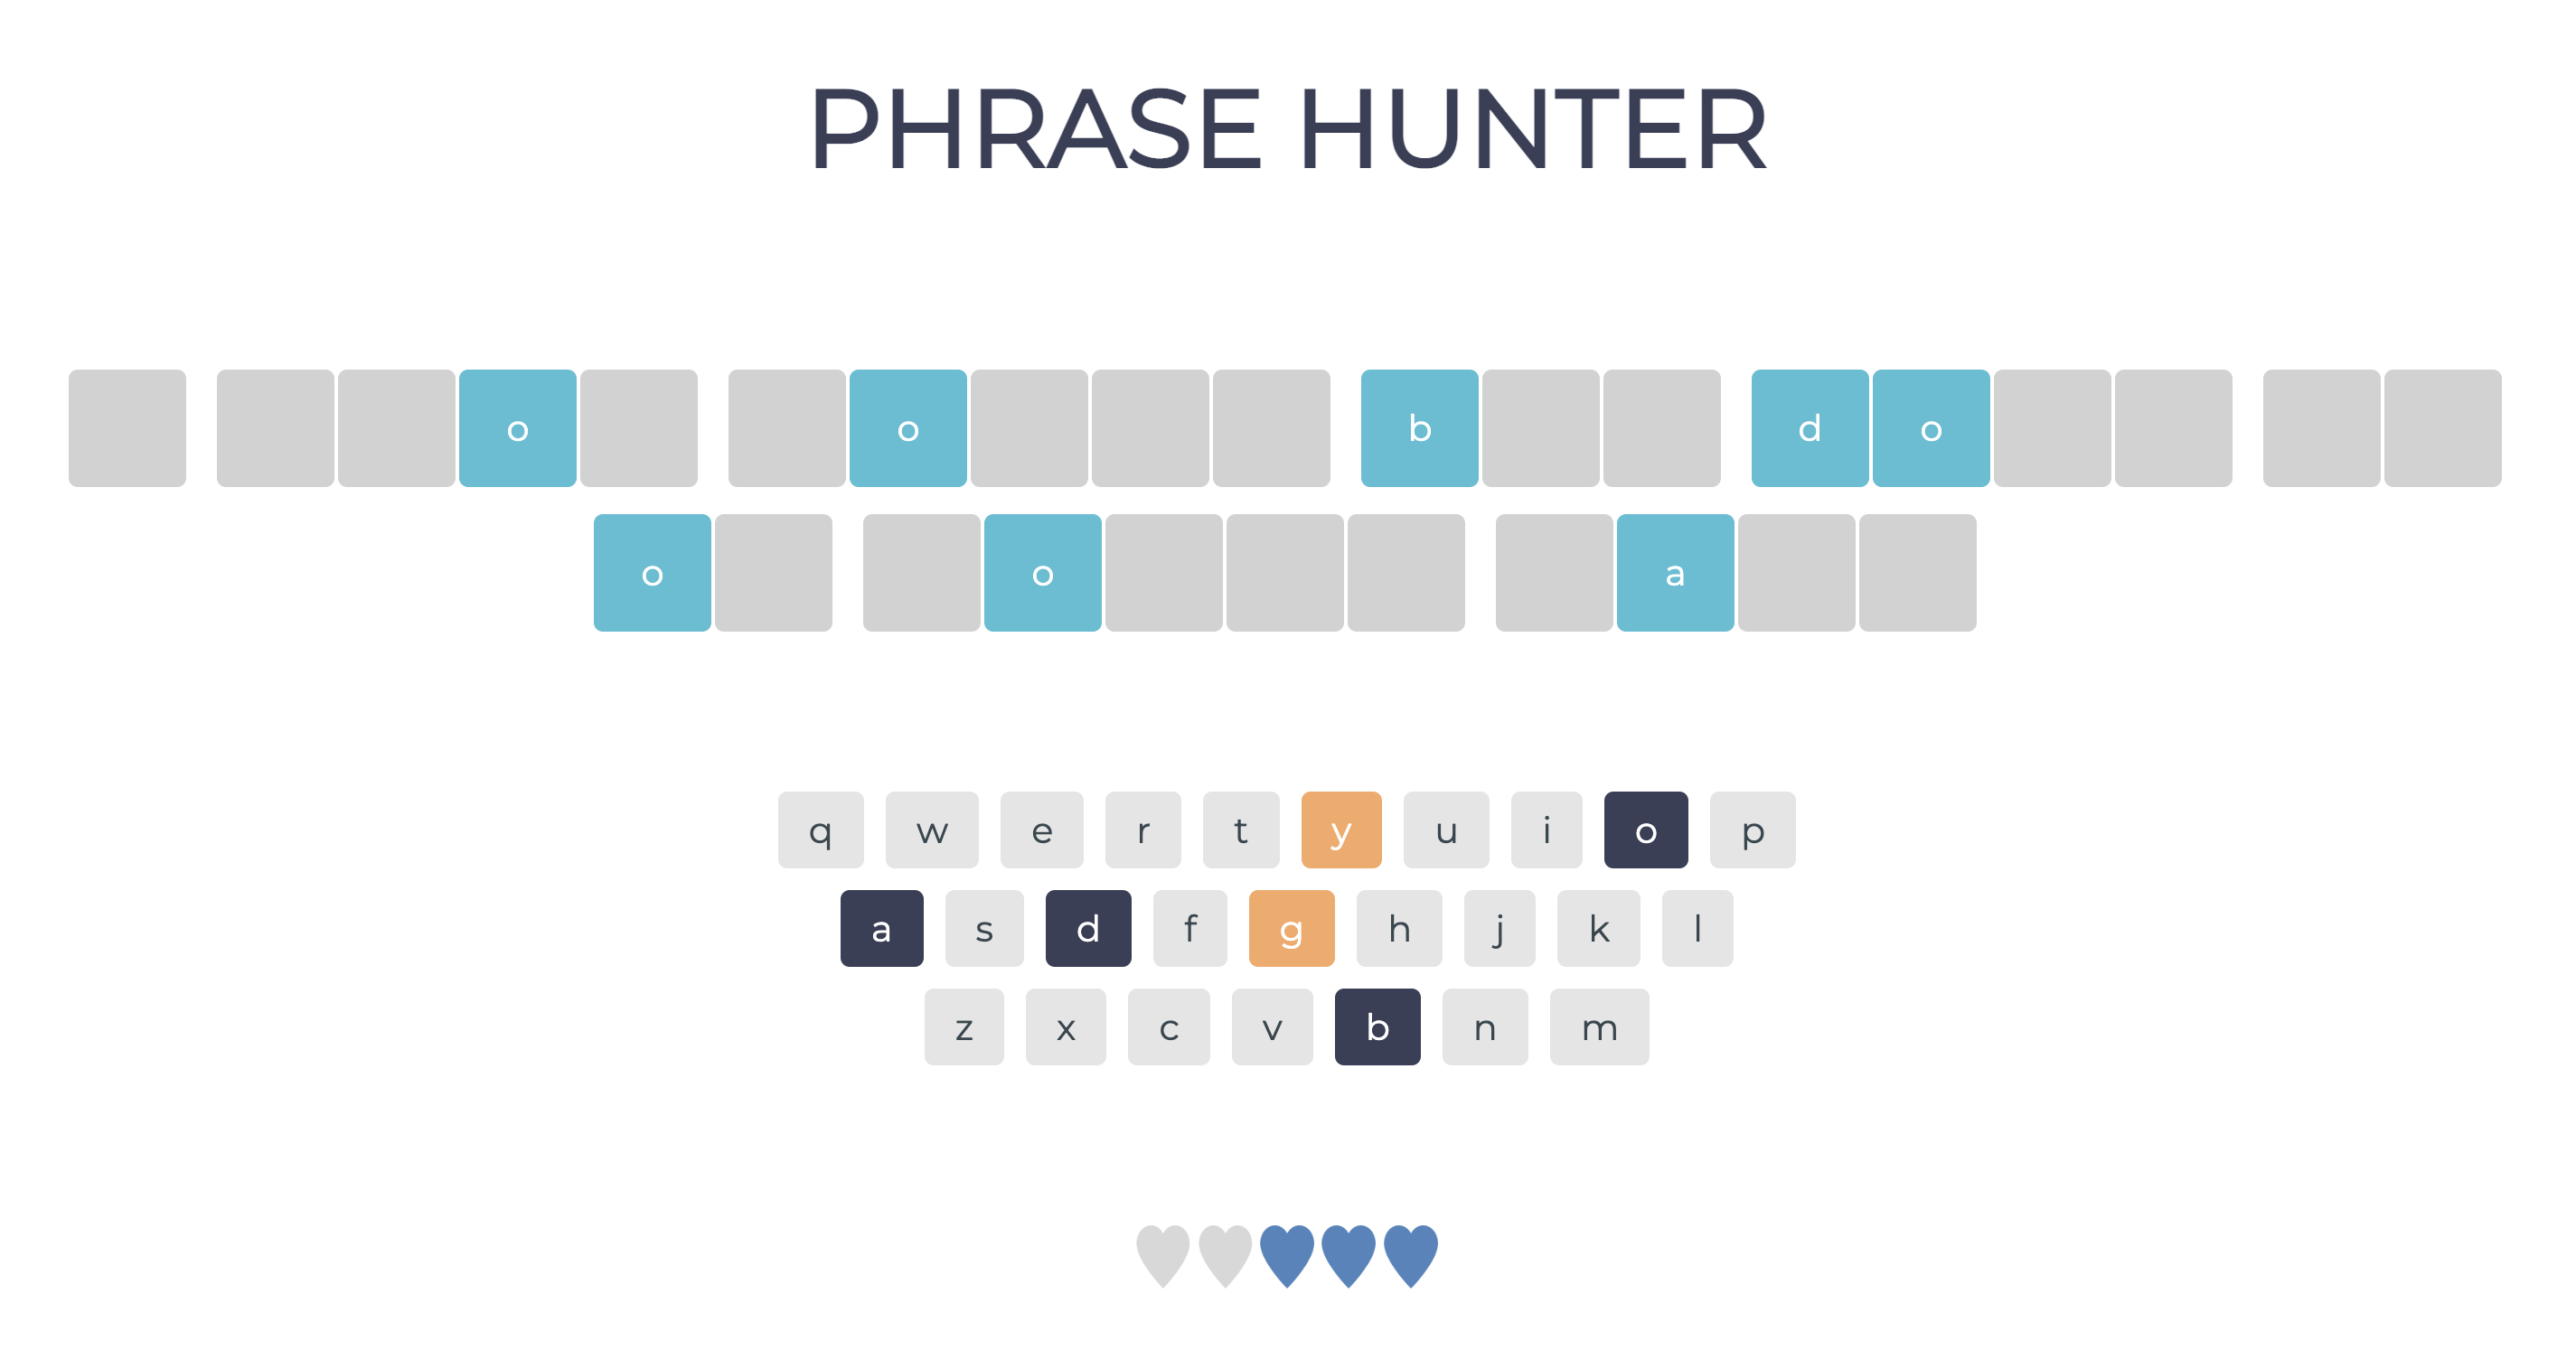 PHRASE HUNTER
o o b d o
o o a
q w e r t y u i o p
a s d f g h j k l
z x c v b n m